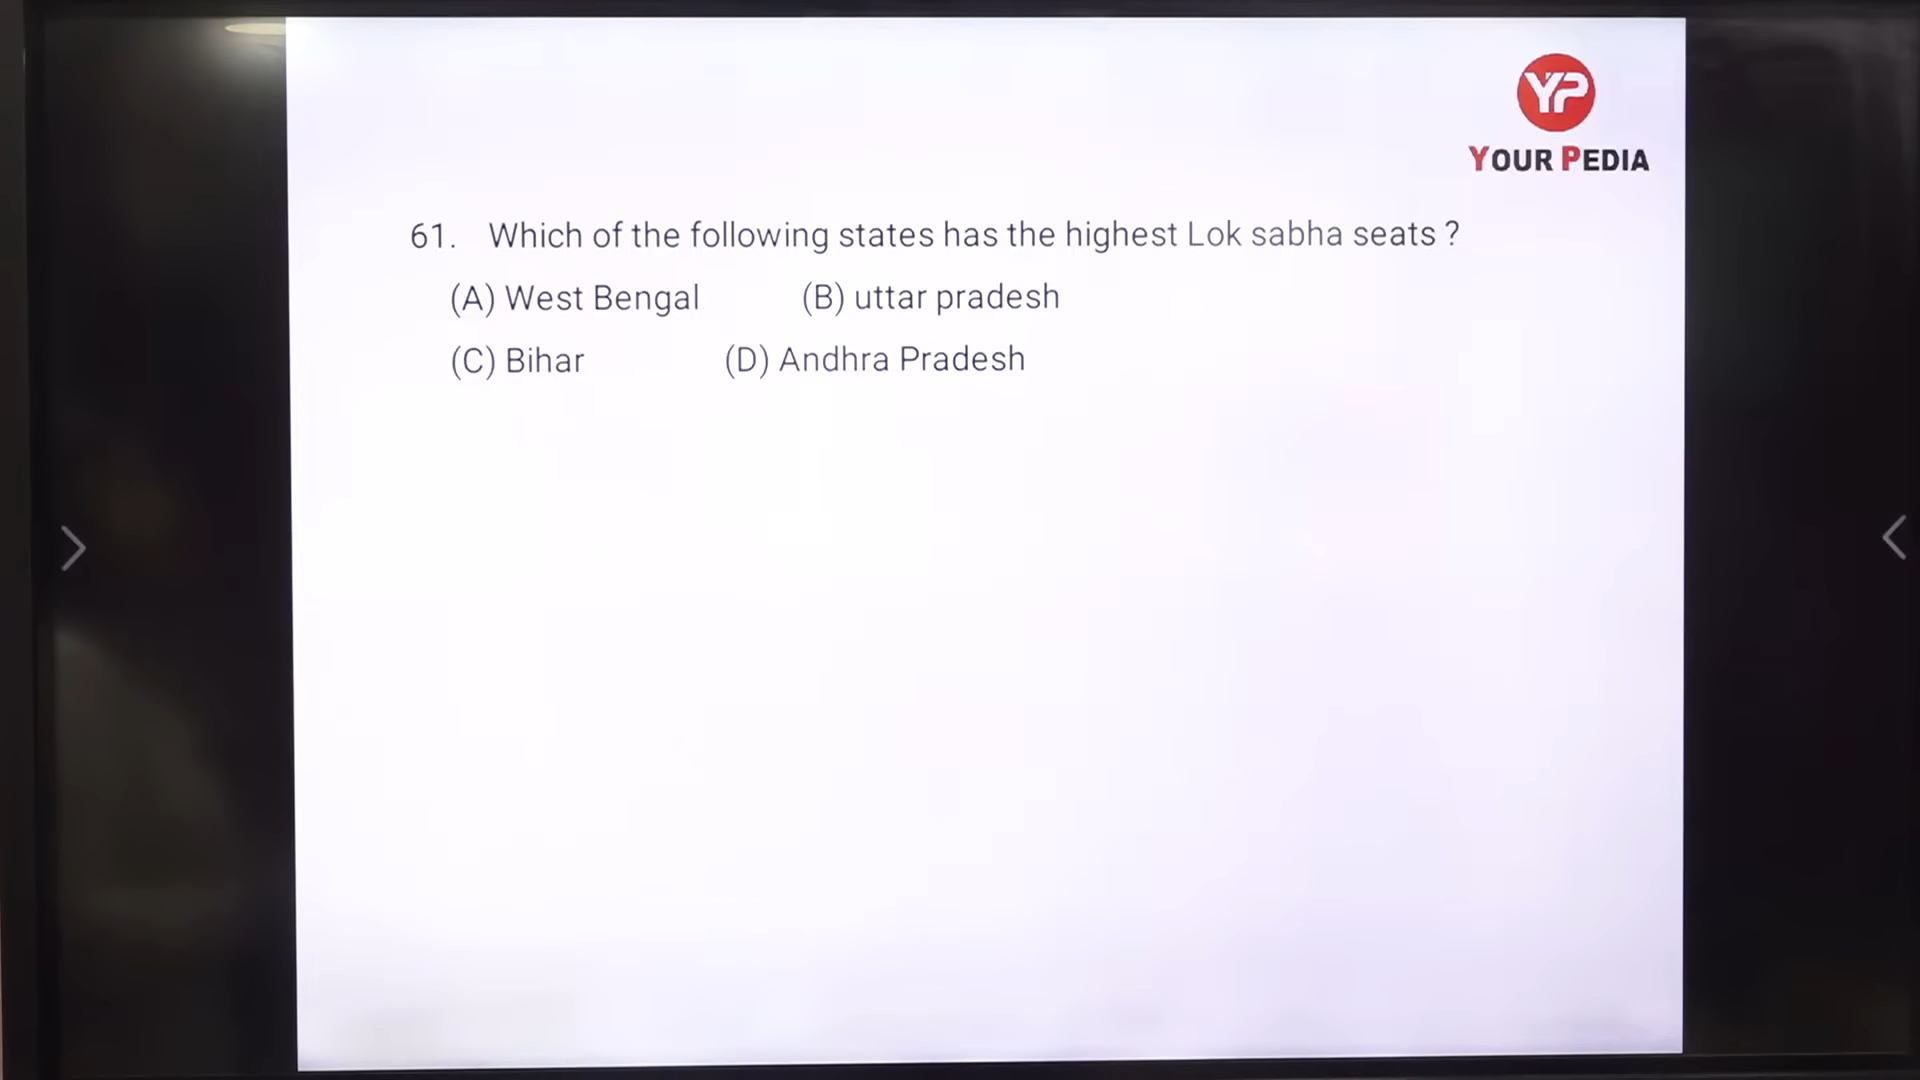 YP
YOUR PEDIA
61. Which of the following states has the highest Lok sabha seats ?
(A) West Bengal (B) uttar pradesh
(C) Bihar (D) Andhra Pradesh